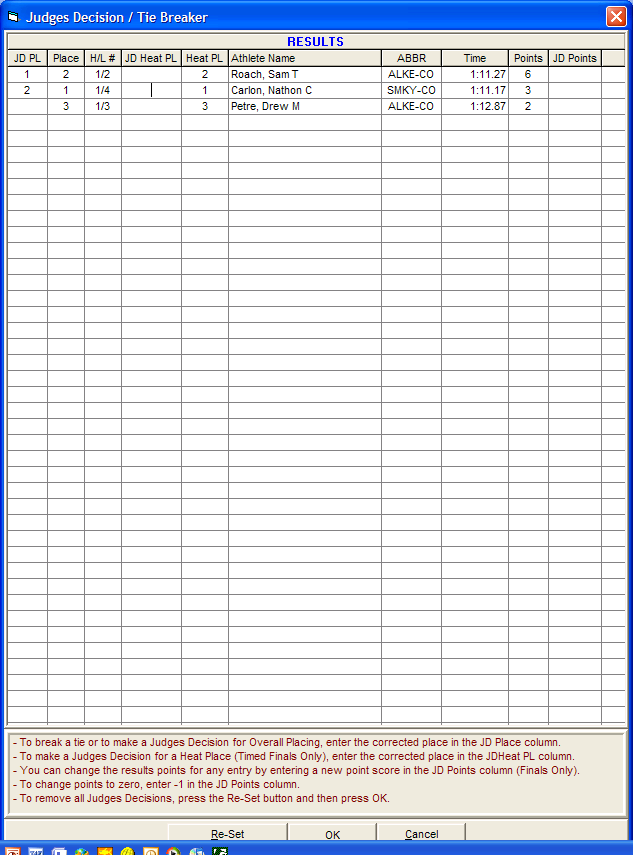 Judges Decision / Tie Breaker
RESULTS
JD PL Place H/L # JD Heat PL Heat PL Athlete Name ABBR Time Points JD Points
1 2 1/2 2 Roach, Sam T ALKE-CO 1:11.27 6
2 1 1/4 1 Carlon, Nathon C SMKY-CO 1:11.17 3
3 1/3 3 Petre, Drew M ALKE-CO 1:12.87 2
- To break a tie or to make a Judges Decision for Overall Placing, enter the corrected place in the JD Place column.
- To make a Judges Decision for a Heat Place (Timed Finals Only), enter the corrected place in the JDHeat PL column.
- You can change the results points for any entry by entering a new point score in the JD Points column (Finals Only).
- To change points to zero, enter -1 in the JD Points column.
- To remove all Judges Decisions, press the Re-Set button and then press OK.
Re-Set OK Cancel